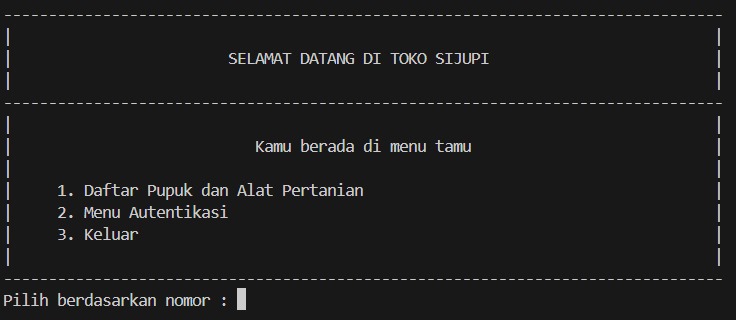 SELAMAT DATANG DI TOKO SIJUPI
Kamu berada di menu tamu
1. Daftar Pupuk dan Alat Pertanian
2. Menu Autentikasi
3. Keluar
Pilih berdasarkan nomor :